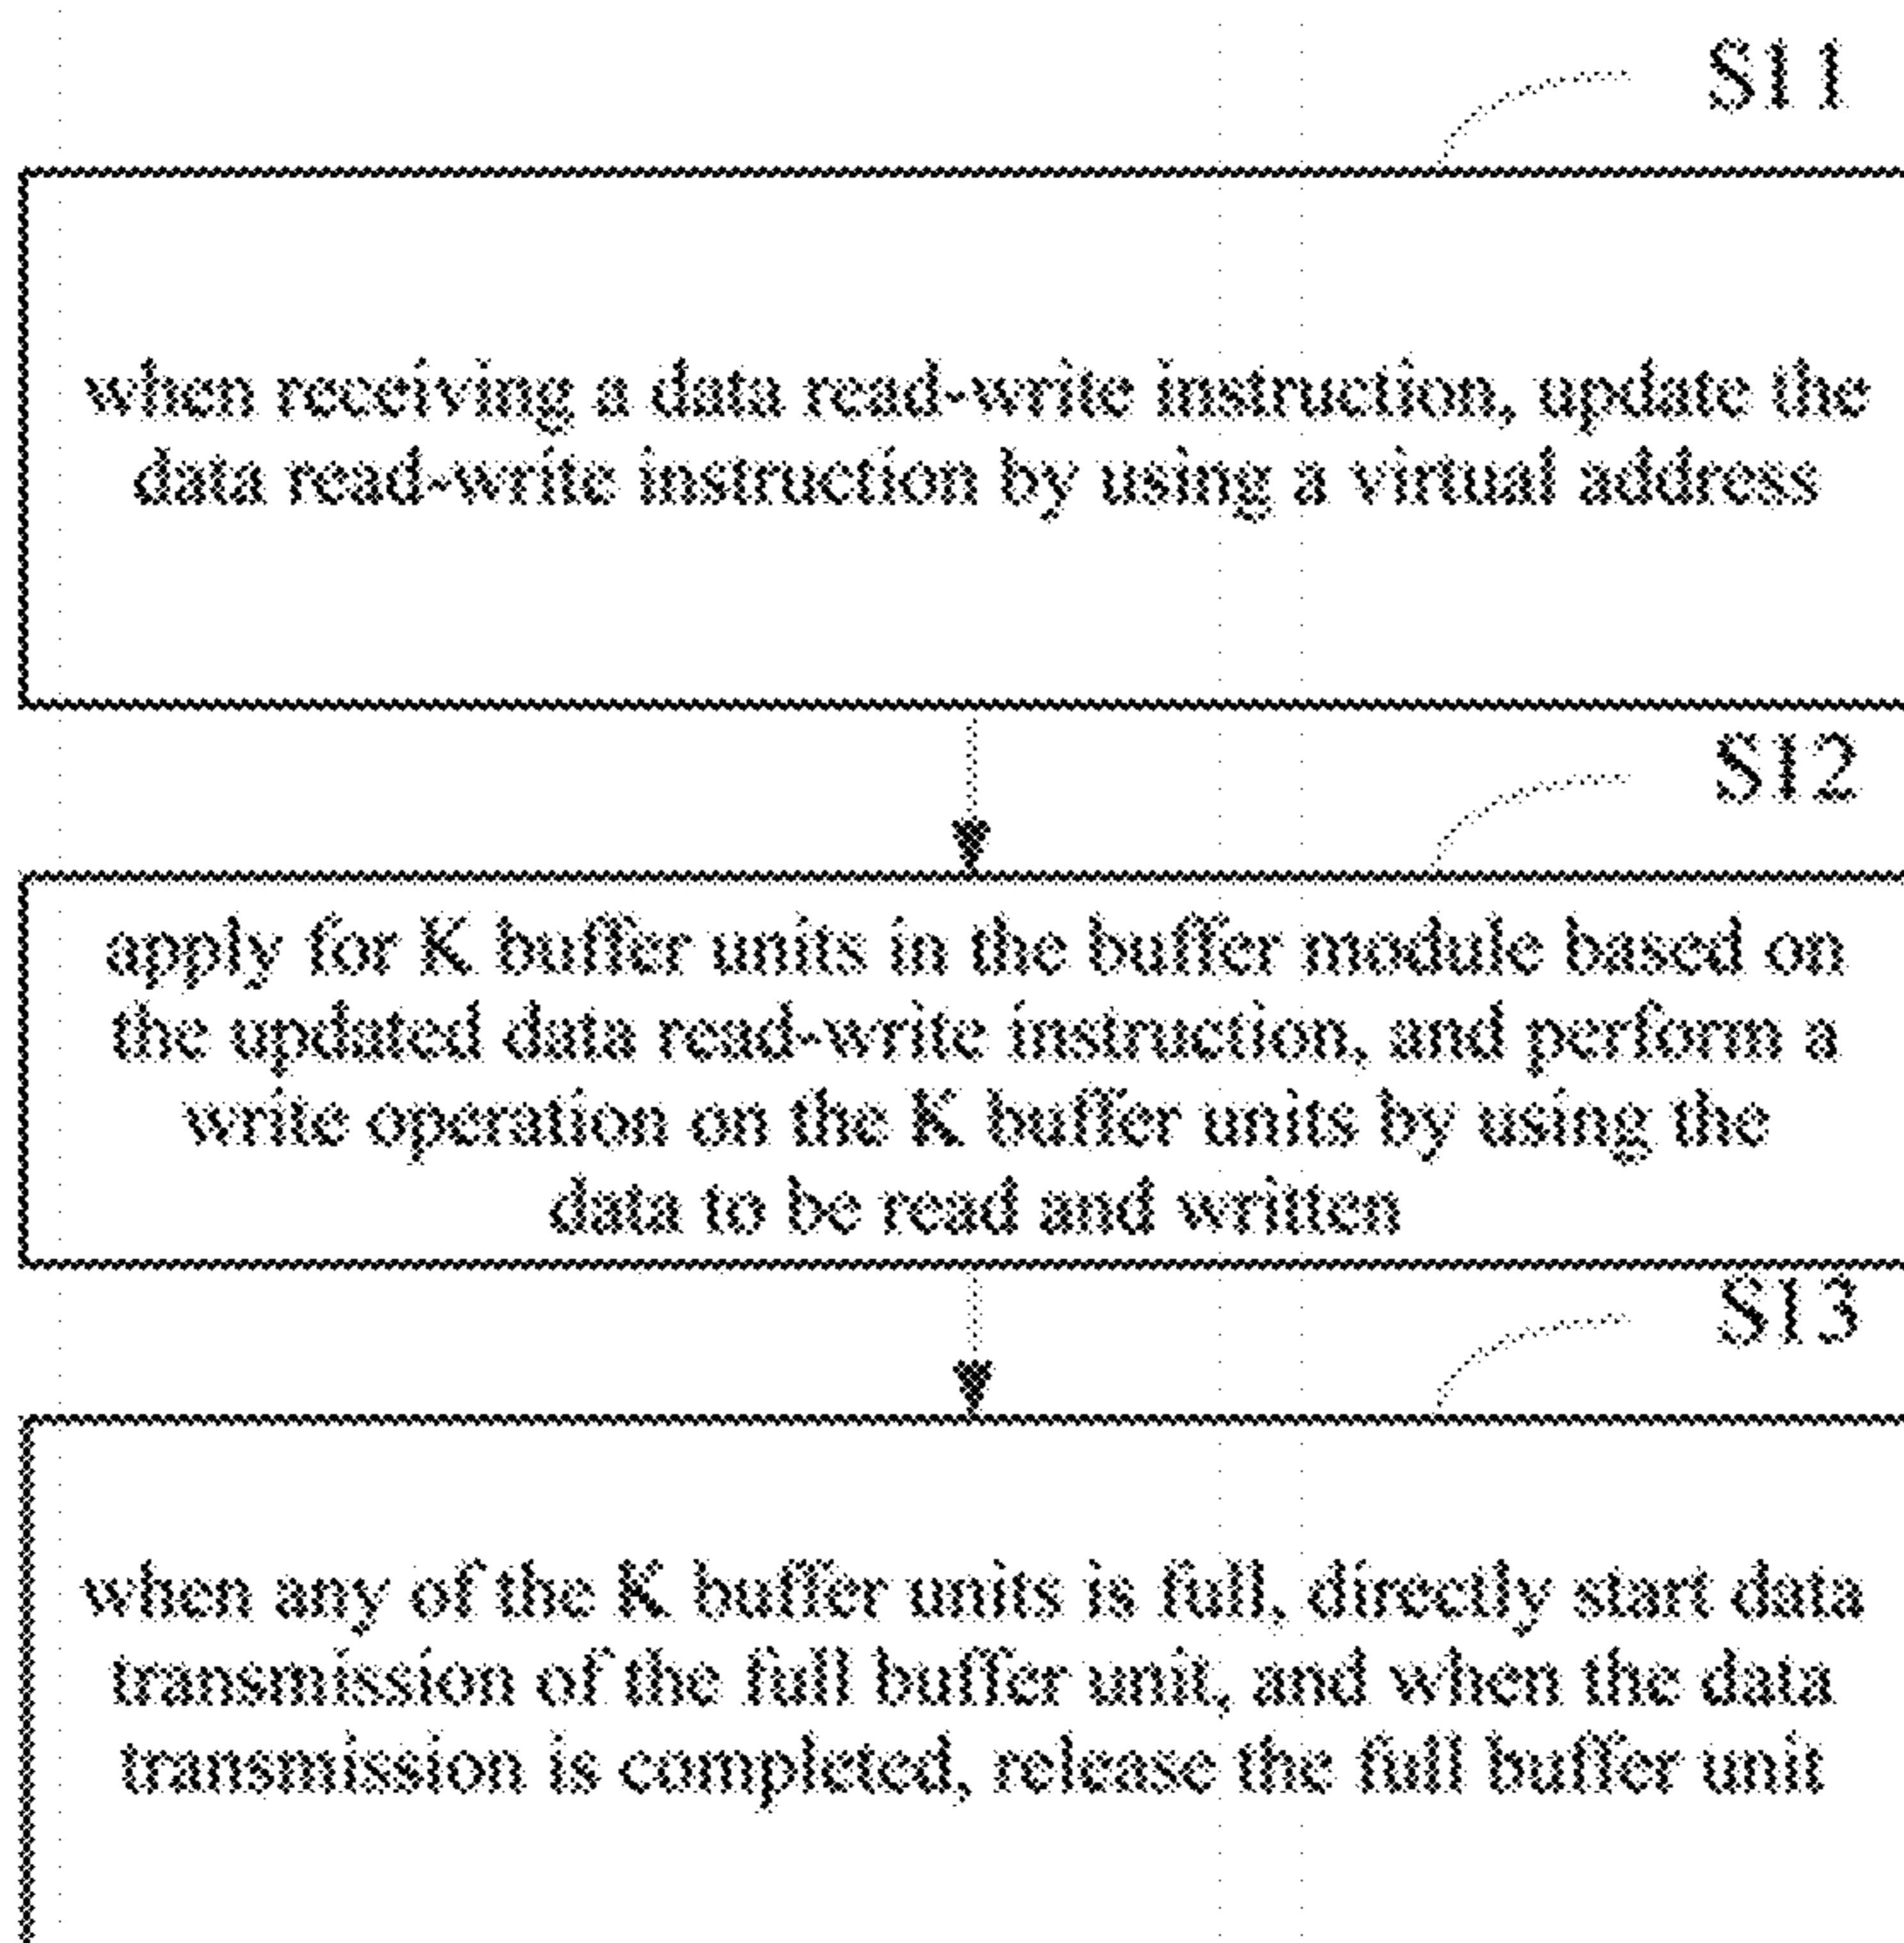 S11
when receiving a data read-write instruction, update the
data read-write instruction by using a virtual address
S12
apply for K buffer units in the buffer module based on
the updated data read-write instruction, and perform a
write operation on the K buffer units by using the
data to be read and written
S13
when any of the K buffer units is full, directly start data
transmission of the full buffer unit, and when the data
transmission is completed, release the full buffer unit